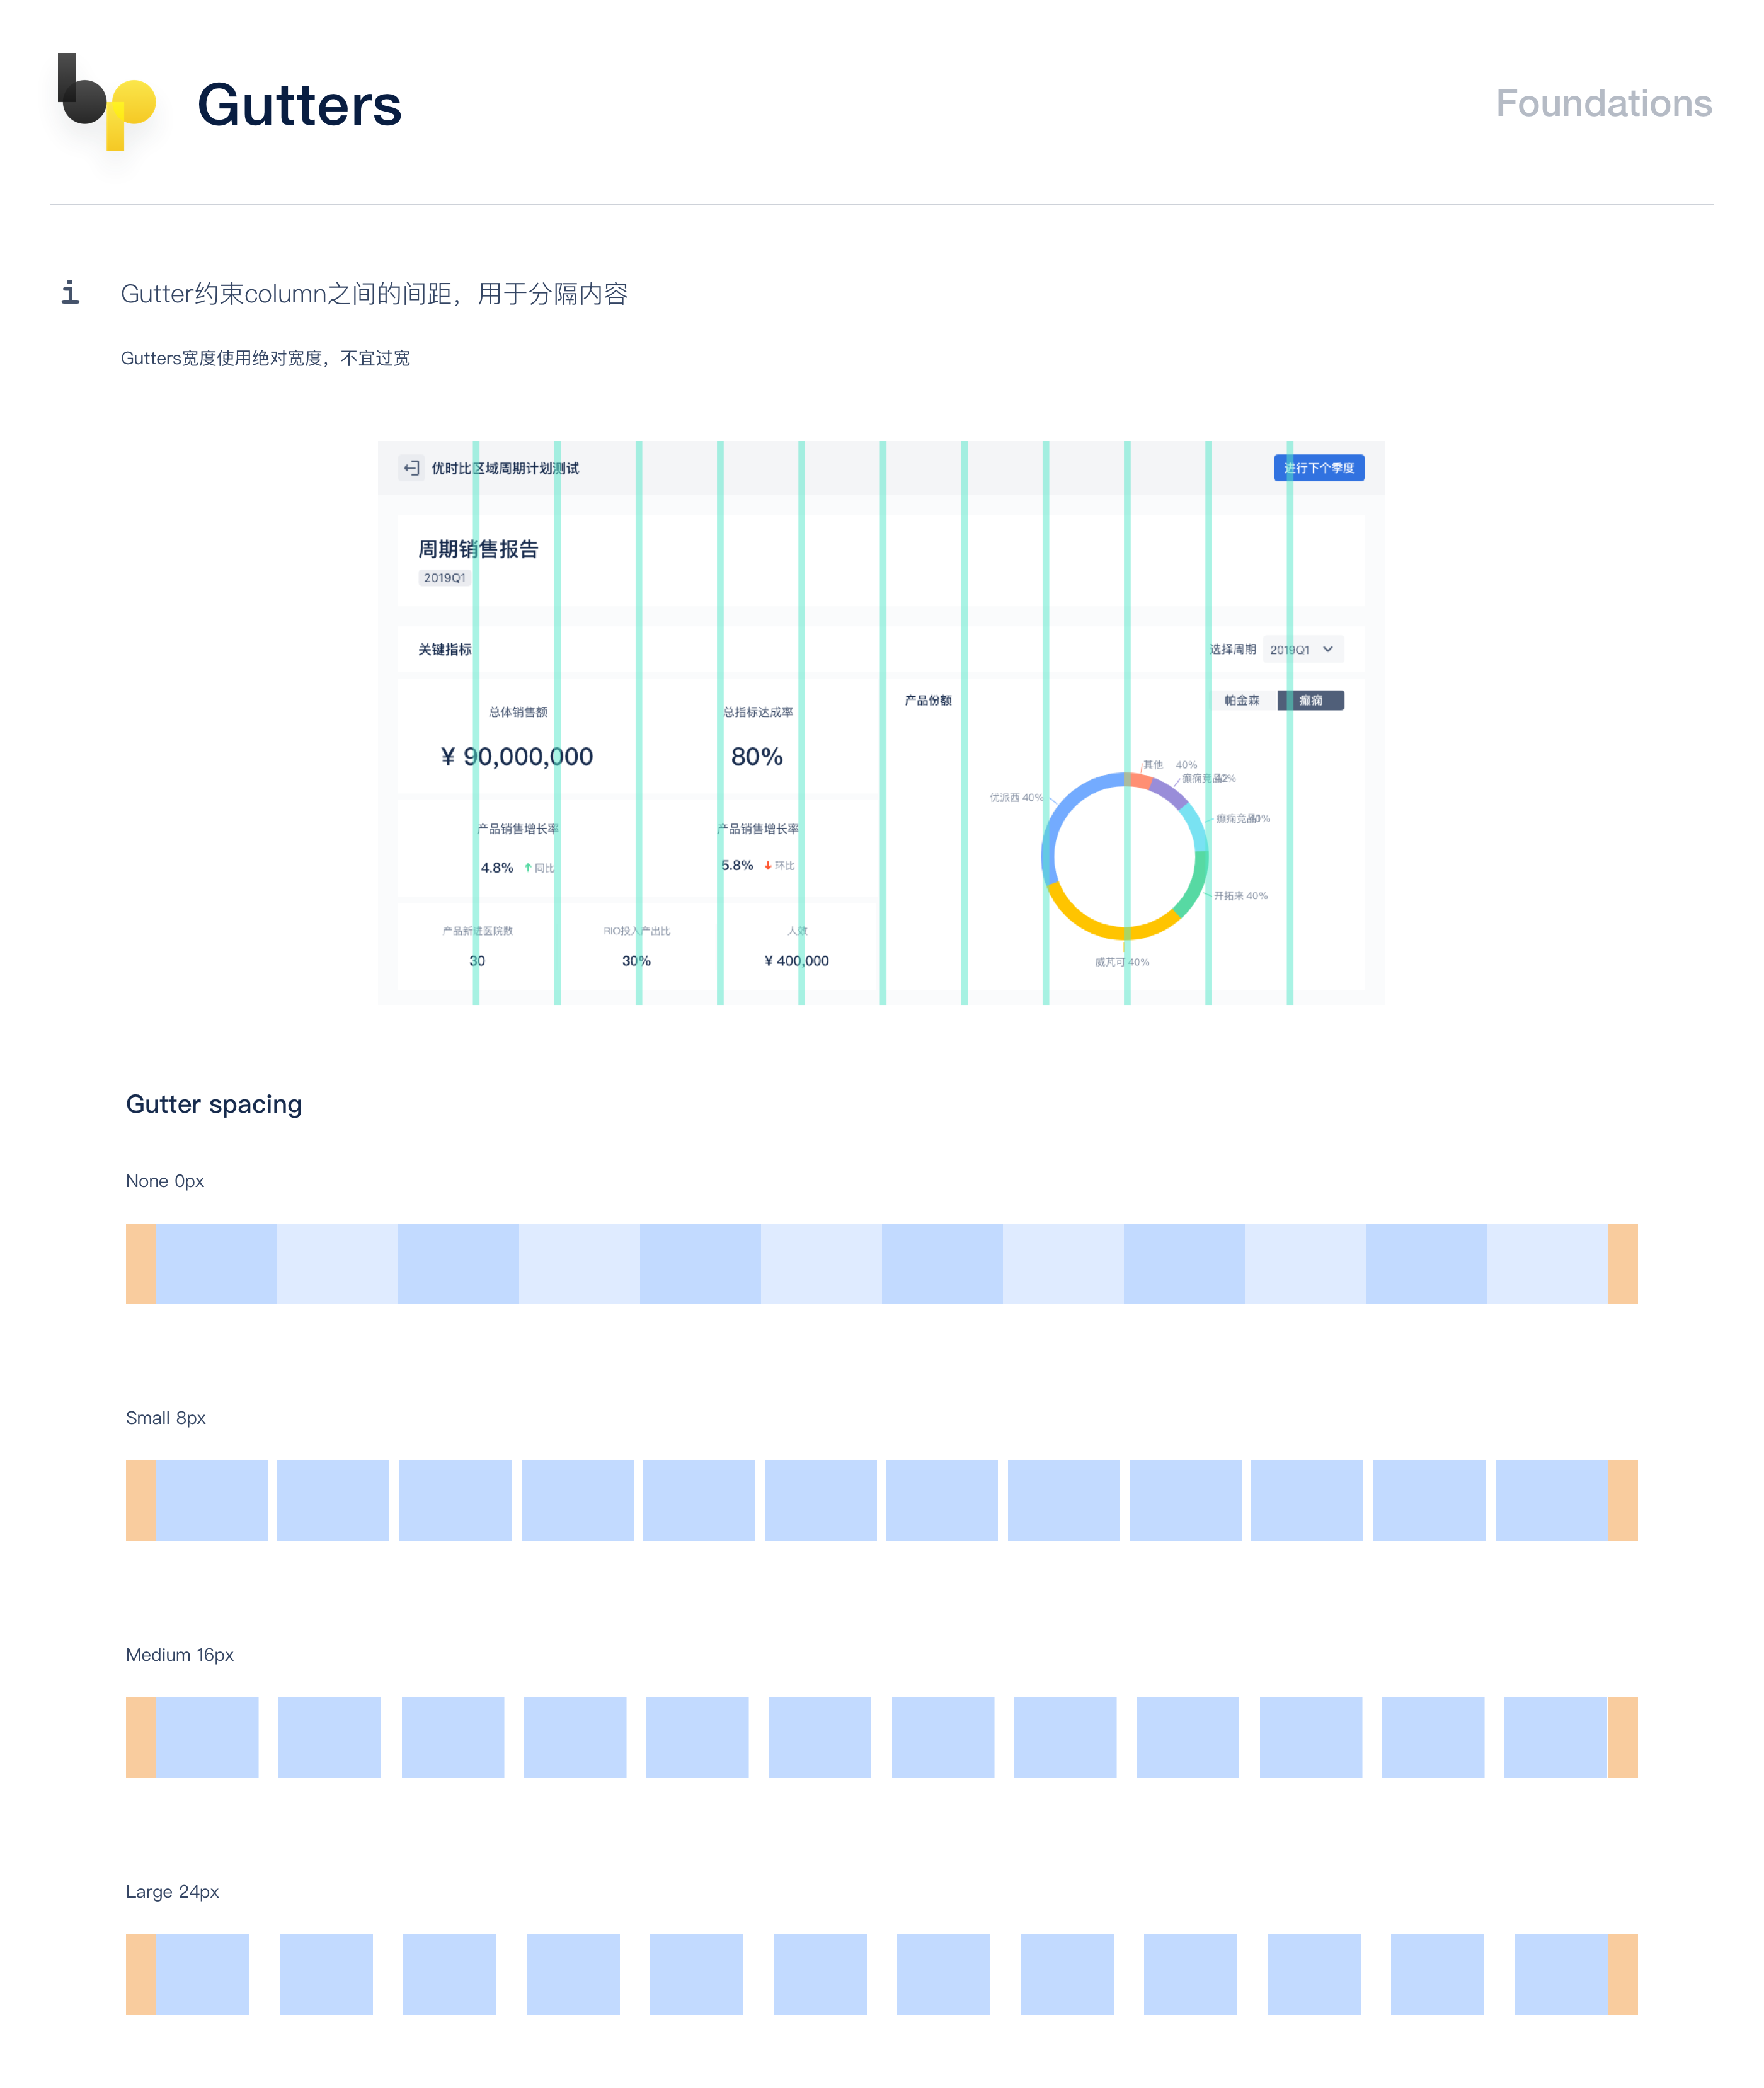 bp
Gutters
Foundations
i
Gutter约束column之间的间距，用于分隔内容
Gutters宽度使用绝对宽度，不宜过宽
优时比区域周期计划测试
进行下个季度
周期销售报告
2019Q1
关键指标
选择周期 2019Q1
总体销售额
¥ 90,000,000
总指标达成率
80%
产品销售增长率
4.8% 同比
产品销售增长率
5.8% 环比
产品新进医院数
30
RIO投入产出比
30%
人效
¥ 400,000
产品份额
帕金森 癫痫
其他 40%
癫痫竞品2
优派西 40%
癫痫竞品
开拓来 40%
威芃可 40%
Gutter spacing
None 0px
Small 8px
Medium 16px
Large 24px